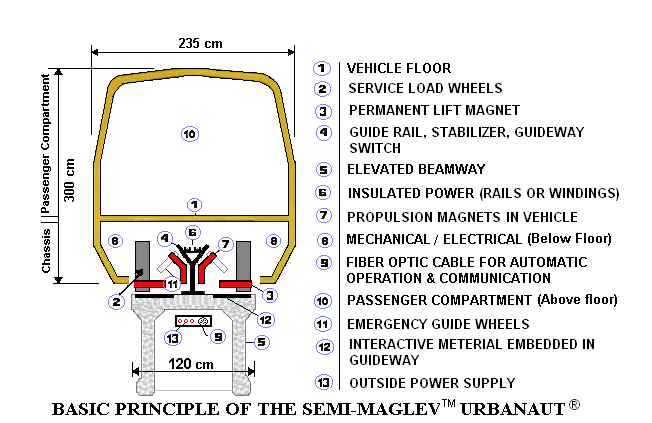 235 cm
Passenger Compartment
300 cm
Chassis
10
1
8
4
6
7
8
11
2
3
12
13
9
5
120 cm
1 VEHICLE FLOOR
2 SERVICE LOAD WHEELS
3 PERMANENT LIFT MAGNET
4 GUIDE RAIL, STABILIZER, GUIDEWAY
SWITCH
5 ELEVATED BEAMWAY
6 INSULATED POWER (RAILS OR WINDINGS)
7 PROPULSION MAGNETS IN VEHICLE
8 MECHANICAL / ELECTRICAL (Below Floor)
9 FIBER OPTIC CABLE FOR AUTOMATIC
OPERATION & COMMUNICATION
10 PASSENGER COMPARTMENT (Above floor)
11 EMERGENCY GUIDE WHEELS
12 INTERACTIVE METERIAL EMBEDDED IN
GUIDEWAY
13 OUTSIDE POWER SUPPLY
BASIC PRINCIPLE OF THE SEMI-MAGLEV™ URBANAUT ®